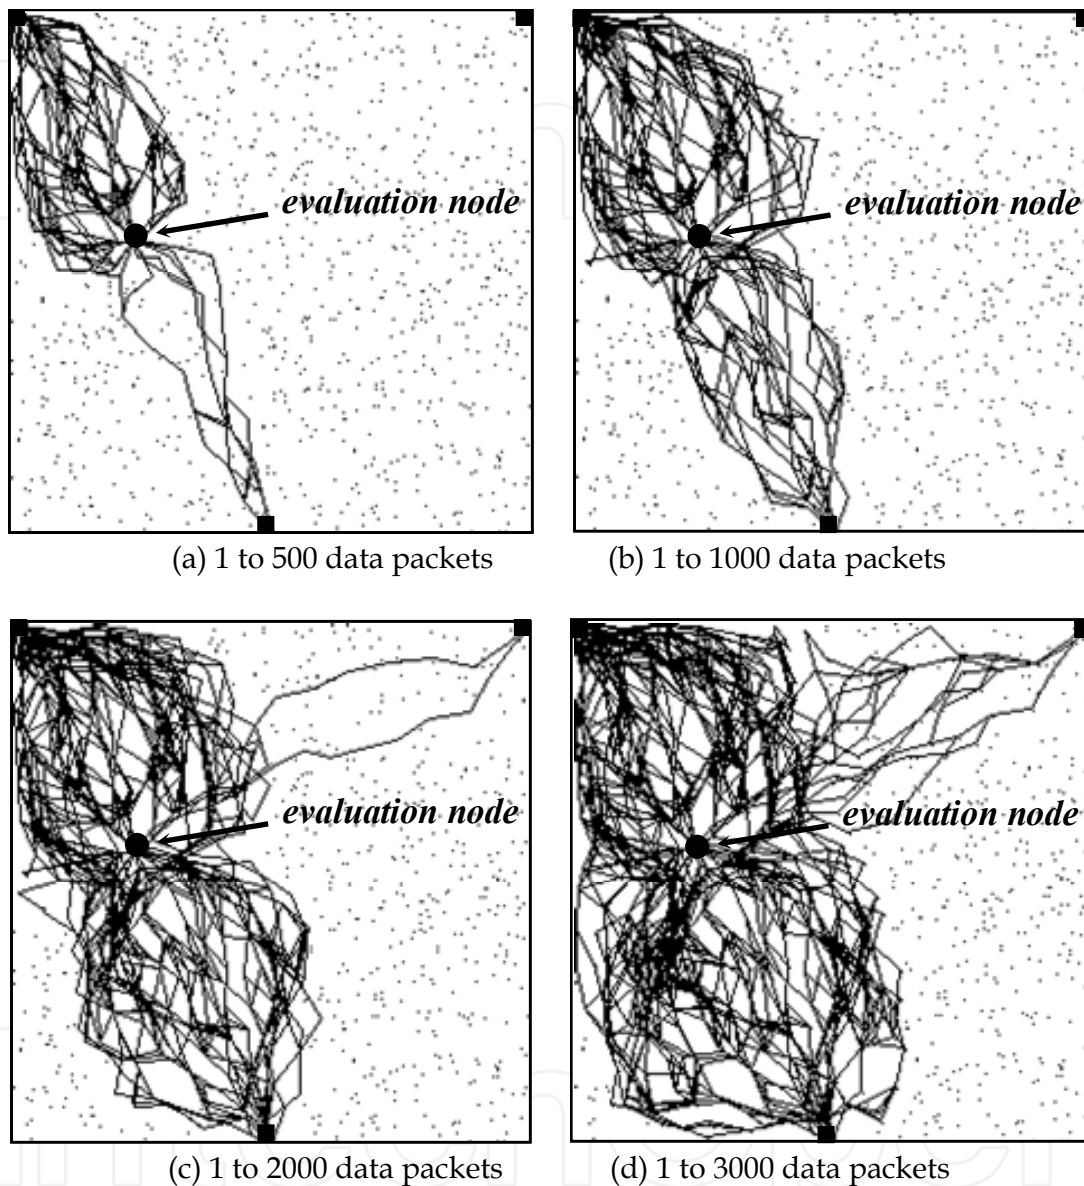 evaluation node
evaluation node
(a) 1 to 500 data packets
(b) 1 to 1000 data packets
evaluation node
evaluation node
(c) 1 to 2000 data packets
(d) 1 to 3000 data packets